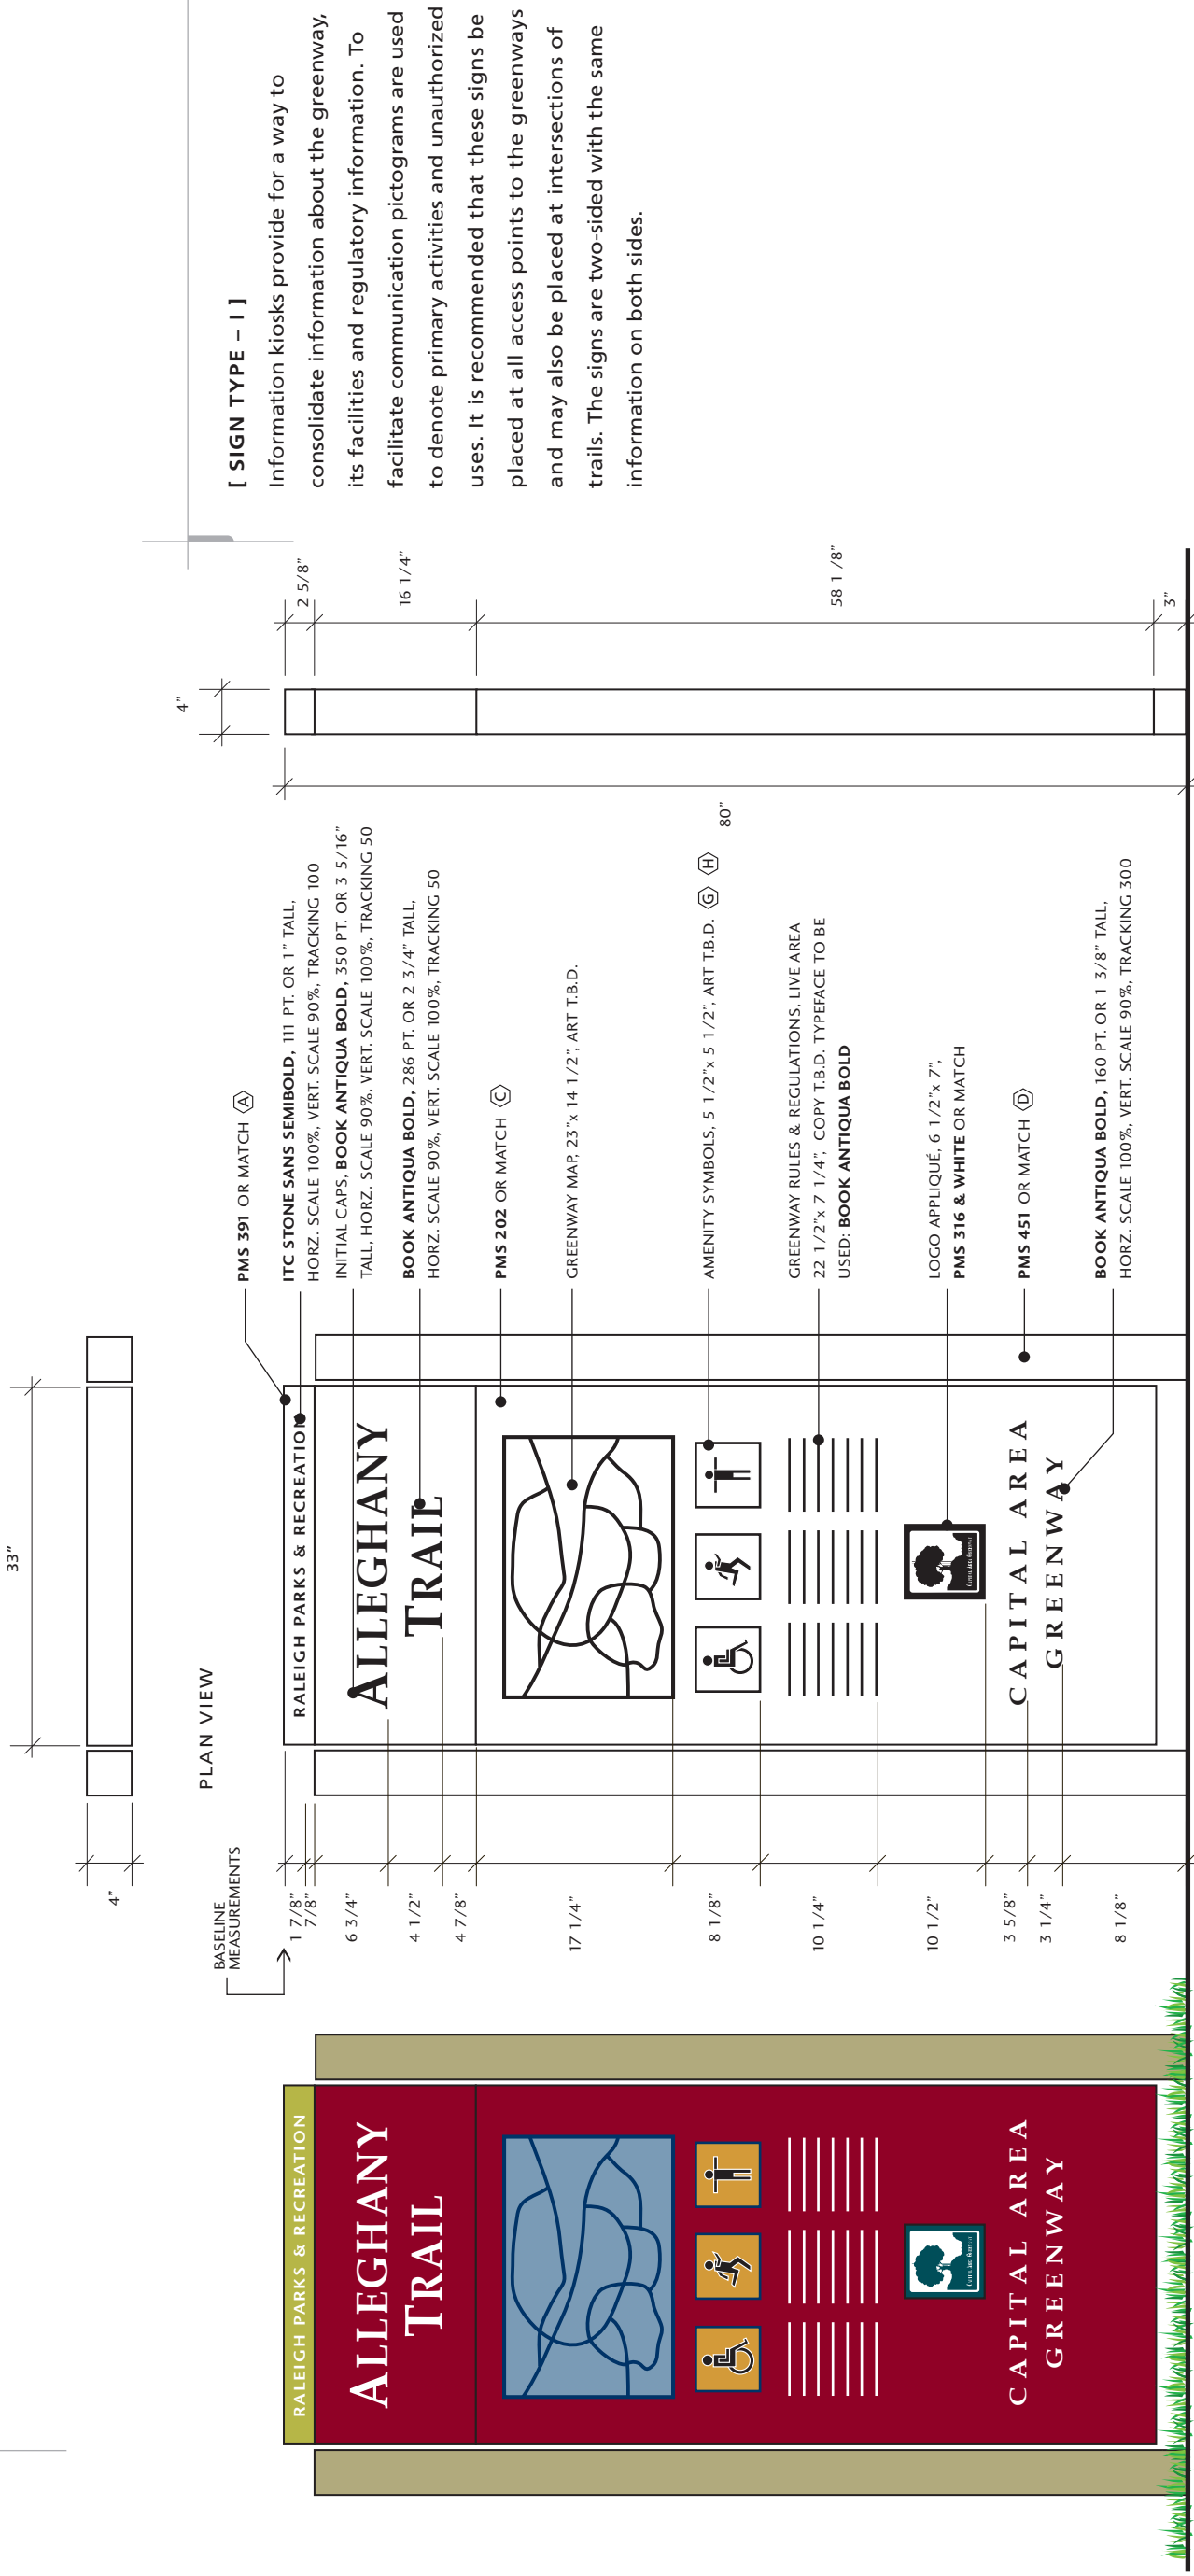 RALEIGH PARKS & RECREATION
ALLEGHANY
TRAIL
CAPITAL AREA
GREENWAY
BASELINE
MEASUREMENTS
1 7/8”
7/8”
6 3/4”
4 1/2”
4 7/8”
17 1/4”
8 1/8”
10 1/4”
10 1/2”
3 5/8”
3 1/4”
8 1/8”
33”
4”
PLAN VIEW
RALEIGH PARKS & RECREATION
ALLEGHANY
TRAIL
CAPITAL AREA
GREENWAY
PMS 391 OR MATCH A
ITC STONE SANS SEMIBOLD, 111 PT. OR 1” TALL,
HORZ. SCALE 100%, VERT. SCALE 90%, TRACKING 100
INITIAL CAPS, BOOK ANTIQUA BOLD, 350 PT. OR 3 5/16”
TALL, HORZ. SCALE 90%, VERT. SCALE 100%, TRACKING 50
BOOK ANTIQUA BOLD, 286 PT. OR 2 3/4” TALL,
HORZ. SCALE 90%, VERT. SCALE 100%, TRACKING 50
PMS 202 OR MATCH C
GREENWAY MAP, 23”x 14 1/2”, ART T.B.D.
AMENITY SYMBOLS, 5 1/2”x 5 1/2”, ART T.B.D. G H
GREENWAY RULES & REGULATIONS, LIVE AREA
22 1/2”x 7 1/4”, COPY T.B.D. TYPEFACE TO BE
USED: BOOK ANTIQUA BOLD
LOGO APPLIQUÉ, 6 1/2”x 7”,
PMS 316 & WHITE OR MATCH
PMS 451 OR MATCH D
BOOK ANTIQUA BOLD, 160 PT. OR 1 3/8” TALL,
HORZ. SCALE 100%, VERT. SCALE 90%, TRACKING 300
80”
4”
2 5/8”
16 1/4”
58 1 /8”
3”
[ SIGN TYPE – I ]
Information kiosks provide for a way to
consolidate information about the greenway,
its facilities and regulatory information. To
facilitate communication pictograms are used
to denote primary activities and unauthorized
uses. It is recommended that these signs be
placed at all access points to the greenways
and may also be placed at intersections of
trails. The signs are two-sided with the same
information on both sides.